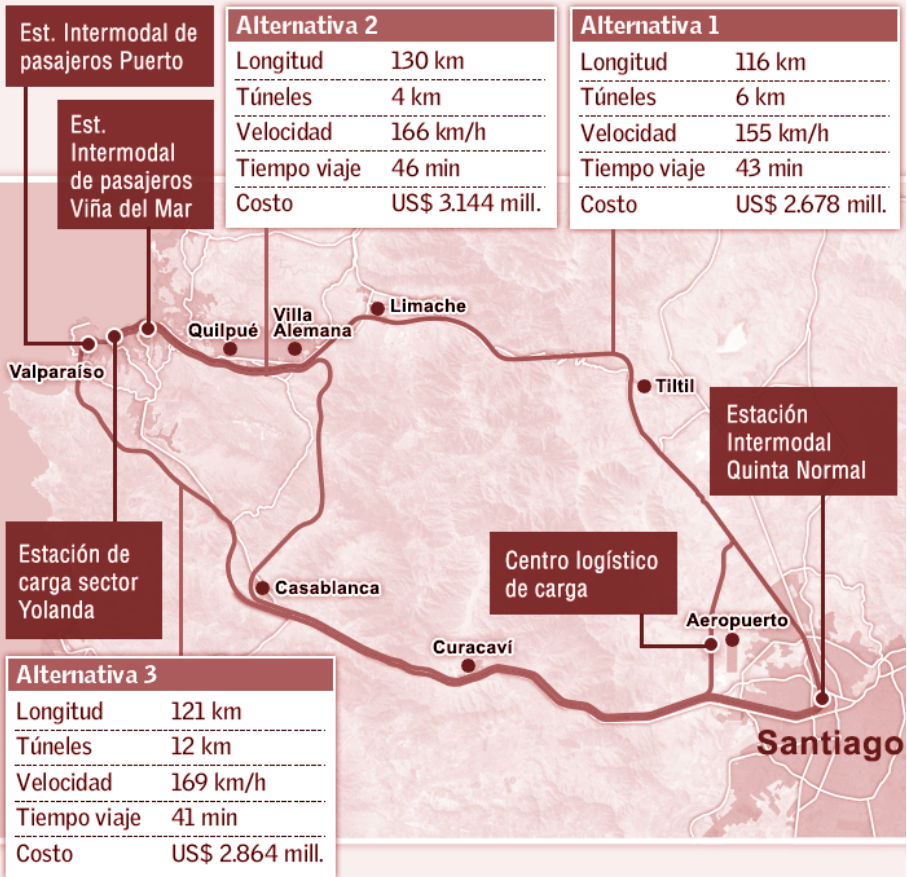 Est. Intermodal de
pasajeros Puerto
Est.
Intermodal
de pasajeros
Viña del Mar
Alternativa 2
Longitud 130 km
Túneles 4 km
Velocidad 166 km/h
Tiempo viaje 46 min
Costo US$ 3.144 mill.
Alternativa 1
Longitud 116 km
Túneles 6 km
Velocidad 155 km/h
Tiempo viaje 43 min
Costo US$ 2.678 mill.
Limache
Villa
Alemana
Quilpué
Valparaíso
Tiltil
Estación
Intermodal
Quinta Normal
Estación de
carga sector
Yolanda
Casablanca
Centro logístico
de carga
Aeropuerto
Curacaví
Santiago
Alternativa 3
Longitud 121 km
Túneles 12 km
Velocidad 169 km/h
Tiempo viaje 41 min
Costo US$ 2.864 mill.